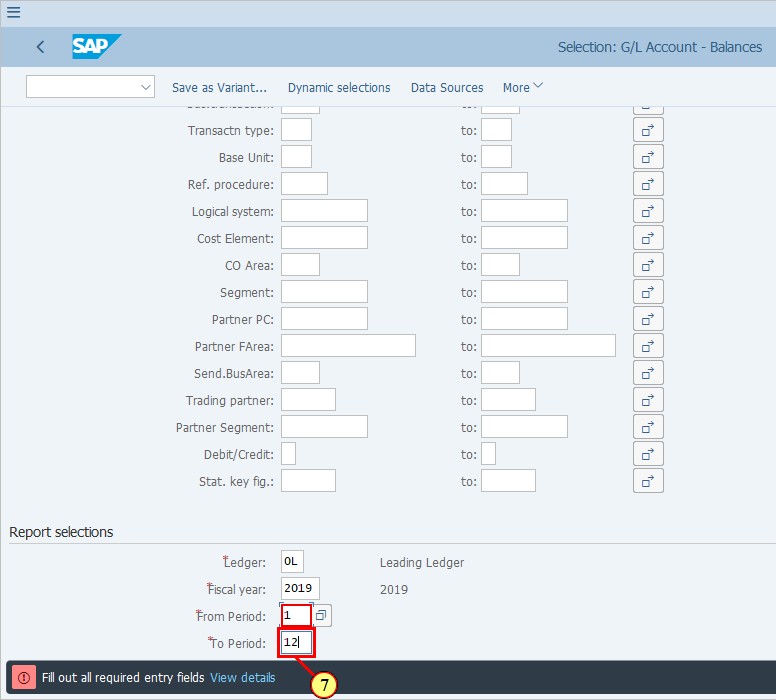 SAP
Selection: G/L Account - Balances
Save as Variant... Dynamic selections Data Sources More
Transactn type: to:
Base Unit: to:
Ref. procedure: to:
Logical system: to:
Cost Element: to:
CO Area: to:
Segment: to:
Partner PC: to:
Partner FArea: to:
Send.BusArea: to:
Trading partner: to:
Partner Segment: to:
Debit/Credit: to:
Stat. key fig.: to:
Report selections
*Ledger: 0L Leading Ledger
*Fiscal year: 2019 2019
*From Period: 1
*To Period: 12
Fill out all required entry fields View details
7